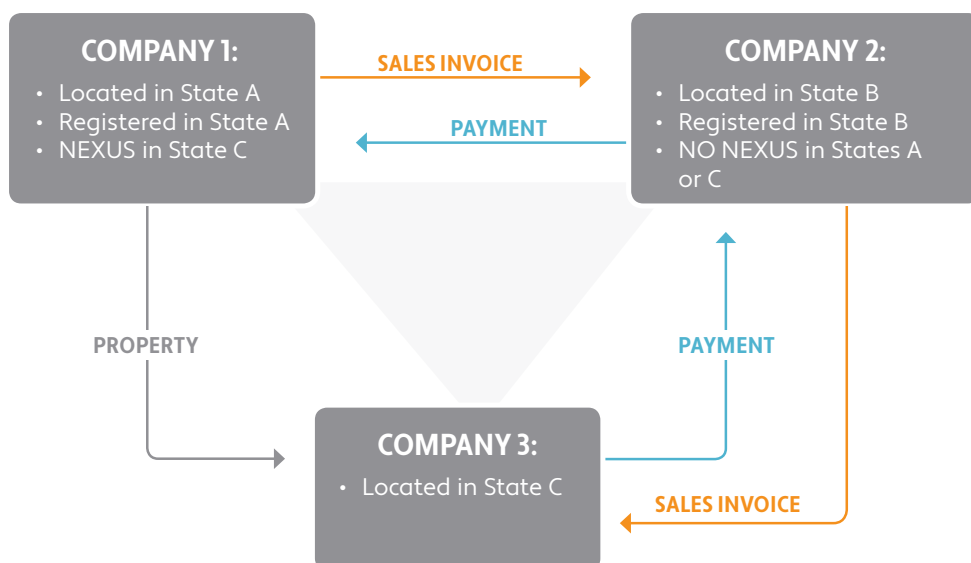 COMPANY 1:
• Located in State A
• Registered in State A
• NEXUS in State C
SALES INVOICE
PAYMENT
COMPANY 2:
• Located in State B
• Registered in State B
• NO NEXUS in States A
or C
PROPERTY
PAYMENT
COMPANY 3:
• Located in State C
SALES INVOICE